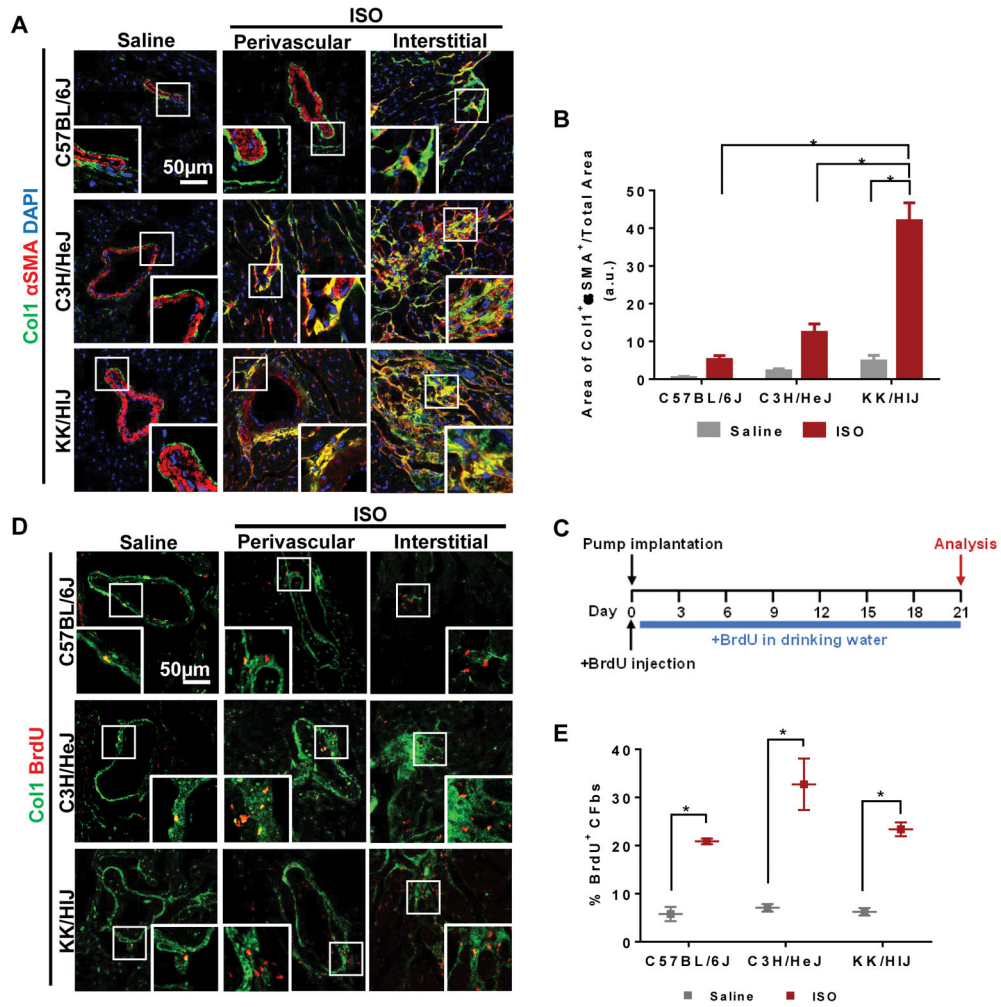 A
ISO
Saline Perivascular Interstitial
C57BL/6J
C3H/HeJ
KK/HIJ
Col1 αSMA DAPI
50µm
B
Area of Col1⁺ αSMA⁺/Total Area
(a.u.)
50
40
30
20
10
0
* * *
C57BL/6J C3H/HeJ KK/HIJ
Saline ISO
D
ISO
Saline Perivascular Interstitial
C57BL/6J
C3H/HeJ
KK/HIJ
Col1 BrdU
50µm
C
Pump implantation Analysis
Day 0 3 6 9 12 15 18 21
+BrdU in drinking water
+BrdU injection
E
% BrdU⁺ CFbs
40
30
20
10
0
* * *
C57BL/6J C3H/HeJ KK/HIJ
Saline ISO